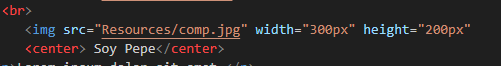 <br>
<img src="Resources/comp.jpg" width="300px" height="200px"
<center> Soy Pepe</center>